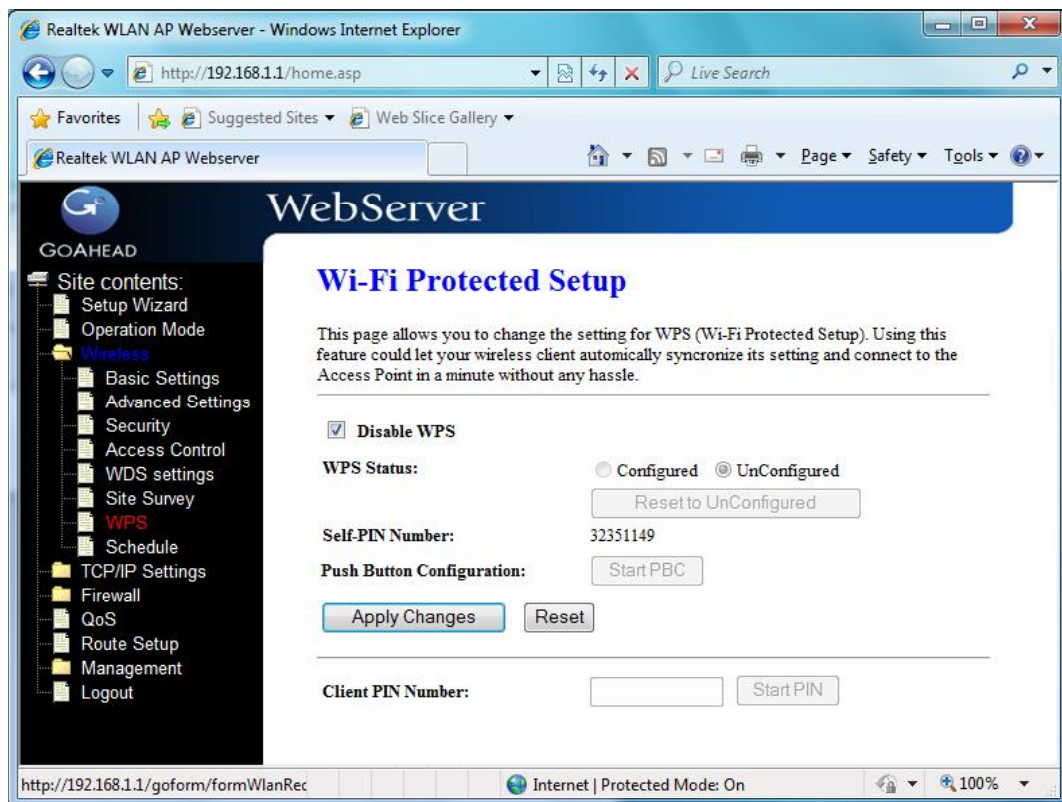 Realtek WLAN AP Webserver - Windows Internet Explorer
http://192.168.1.1/home.asp
Live Search
Favorites
Suggested Sites
Web Slice Gallery
Realtek WLAN AP Webserver
Page
Safety
Tools
GOAHEAD
WebServer
Site contents:
Setup Wizard
Operation Mode
Wireless
Basic Settings
Advanced Settings
Security
Access Control
WDS settings
Site Survey
WPS
Schedule
TCP/IP Settings
Firewall
QoS
Route Setup
Management
Logout
Wi-Fi Protected Setup
This page allows you to change the setting for WPS (Wi-Fi Protected Setup). Using this
feature could let your wireless client automically syncronize its setting and connect to the
Access Point in a minute without any hassle.
Disable WPS
WPS Status:
Configured
UnConfigured
Reset to UnConfigured
Self-PIN Number:
32351149
Push Button Configuration:
Start PBC
Apply Changes
Reset
Client PIN Number:
Start PIN
http://192.168.1.1/goform/formWlanRed
Internet | Protected Mode: On
100%